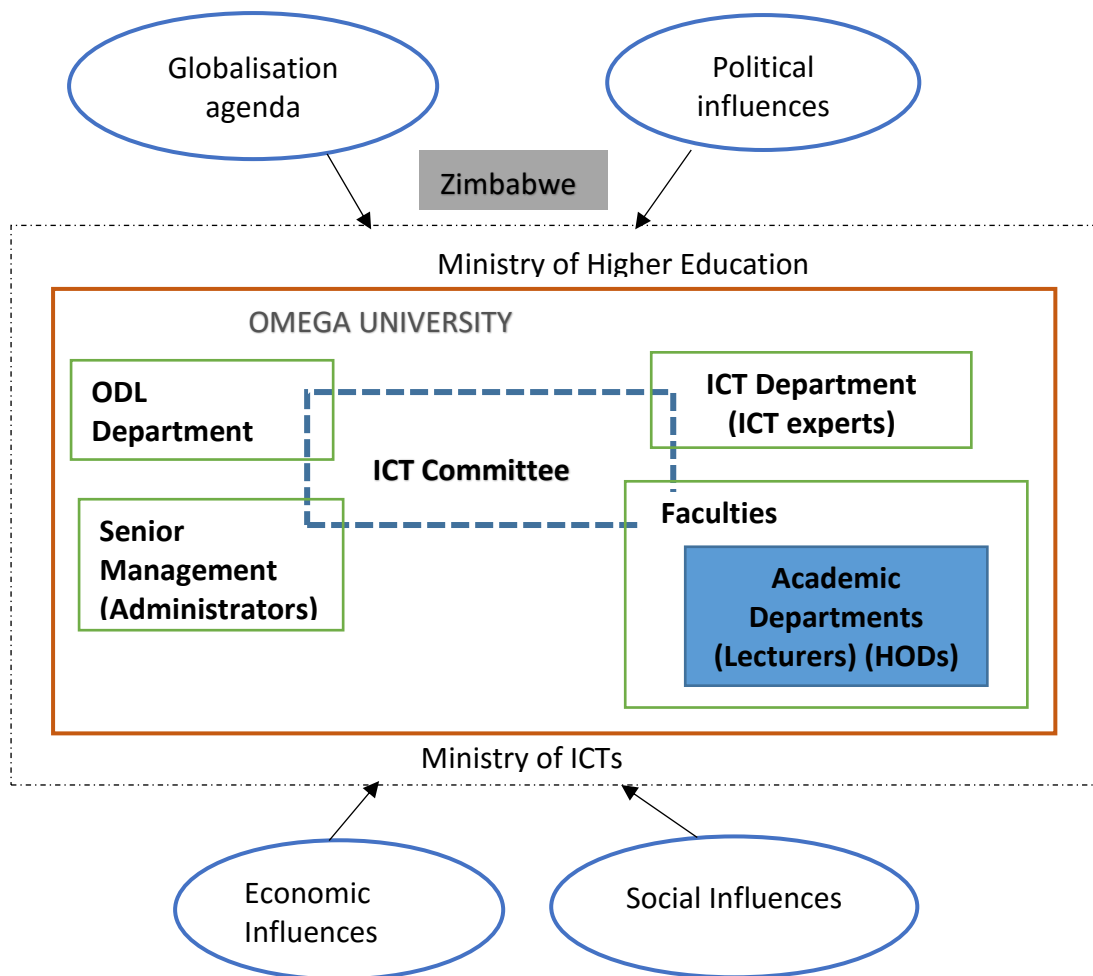 Globalisation
agenda
Political
influences
Zimbabwe
Ministry of Higher Education
OMEGA UNIVERSITY
ODL
Department
ICT Department
(ICT experts)
ICT Committee
Senior
Management
(Administrators)
Faculties
Academic
Departments
(Lecturers) (HODs)
Ministry of ICTs
Economic
Influences
Social Influences